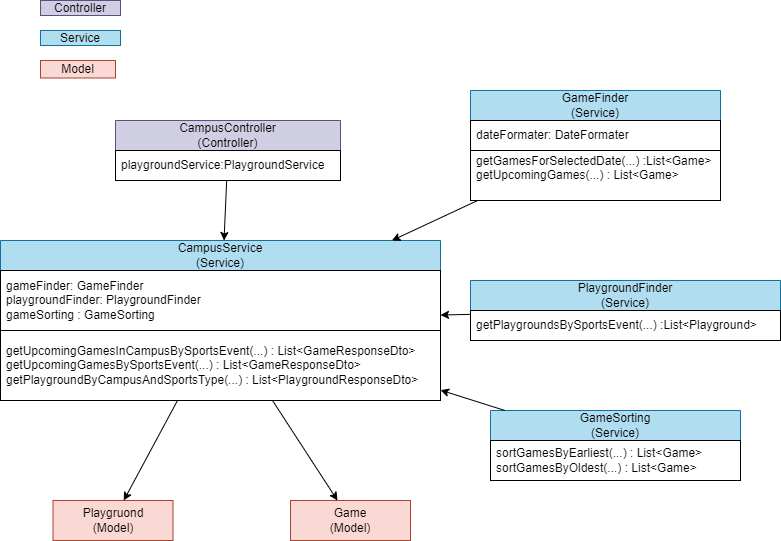 Controller
Service
Model
GameFinder
(Service)
dateFormater: DateFormater
getGamesForSelectedDate(...) :List<Game>
getUpcomingGames(...) : List<Game>
CampusController
(Controller)
playgroundService:PlaygroundService
CampusService
(Service)
gameFinder: GameFinder
playgroundFinder: PlaygroundFinder
gameSorting : GameSorting
getUpcomingGamesInCampusBySportsEvent(...) : List<GameResponseDto>
getUpcomingGamesBySportsEvent(...) : List<GameResponseDto>
getPlaygroundByCampusAndSportsType(...) : List<PlaygroundResponseDto>
PlaygroundFinder
(Service)
getPlaygroundsBySportsEvent(...) :List<Playground>
GameSorting
(Service)
sortGamesByEarliest(...) : List<Game>
sortGamesByOldest(...) : List<Game>
Playgruond
(Model)
Game
(Model)